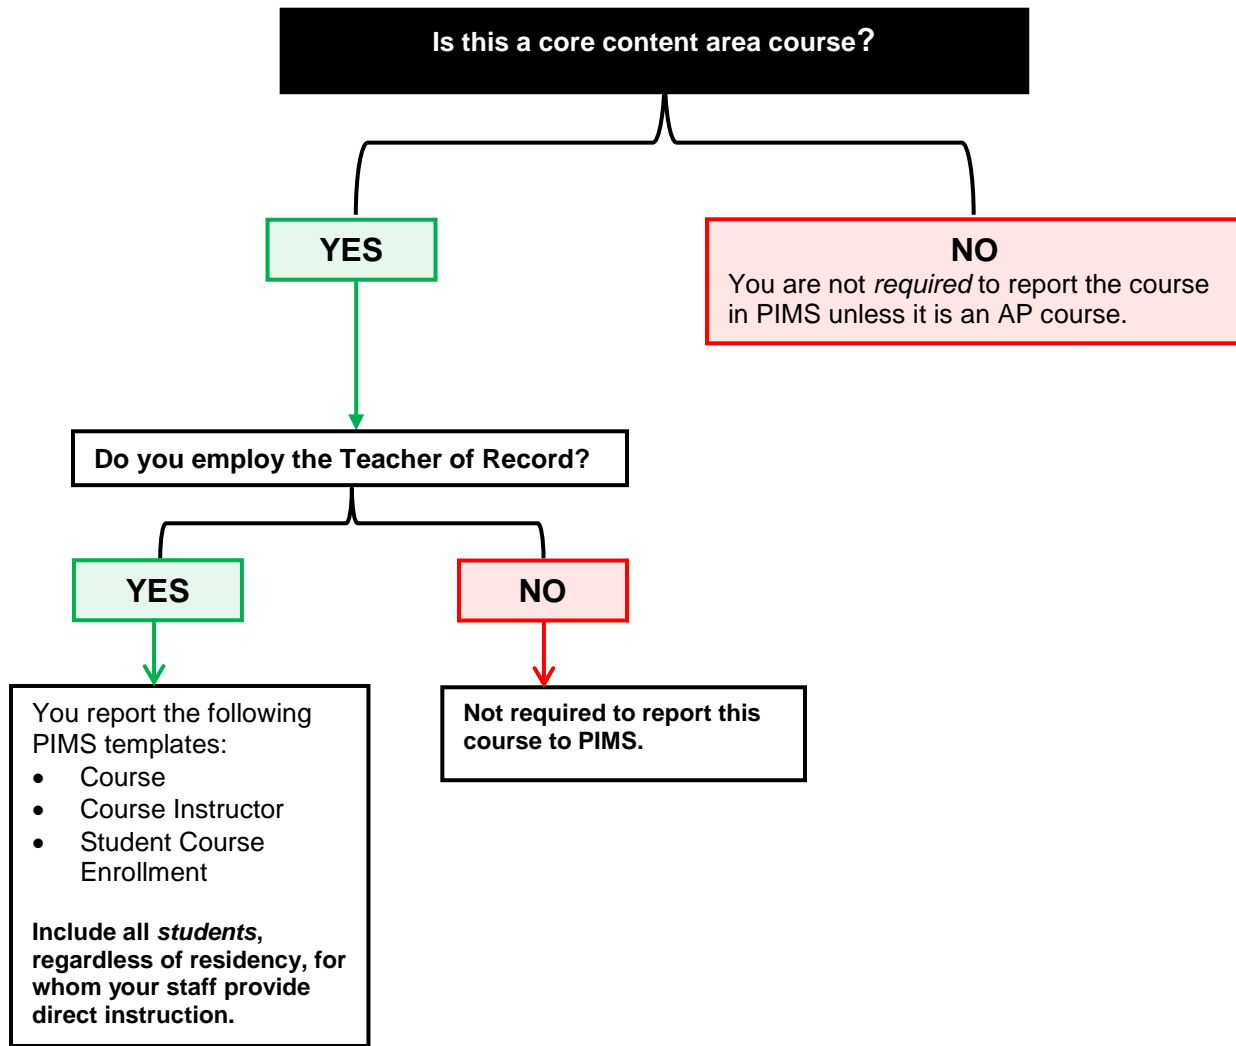 Is this a core content area course?
YES
NO
You are not required to report the course
in PIMS unless it is an AP course.
Do you employ the Teacher of Record?
YES
NO
You report the following
PIMS templates:
• Course
• Course Instructor
• Student Course
Enrollment
Include all students,
regardless of residency, for
whom your staff provide
direct instruction.
Not required to report this
course to PIMS.